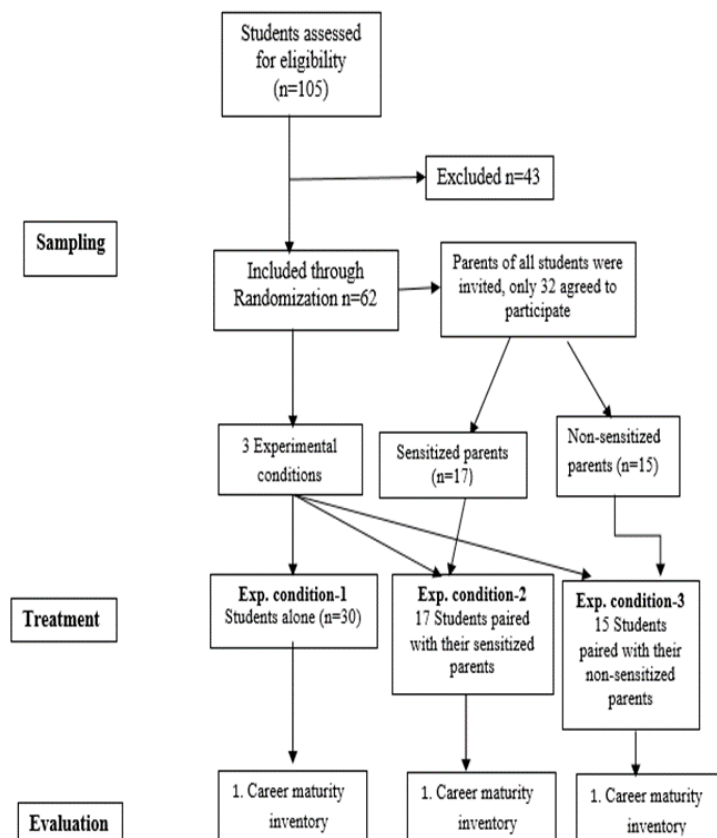 Students assessed
for eligibility
(n=105)
Excluded n=43
Sampling
Included through
Randomization n=62
Parents of all students were
invited, only 32 agreed to
participate
3 Experimental
conditions
Sensitized parents
(n=17)
Non-sensitized
parents (n=15)
Treatment
Exp. condition-1
Students alone (n=30)
Exp. condition-2
17 Students paired
with their sensitized
parents
Exp. condition-3
15 Students
paired with their
non-sensitized
parents
Evaluation
1. Career maturity
inventory
1. Career maturity
inventory
1. Career maturity
inventory